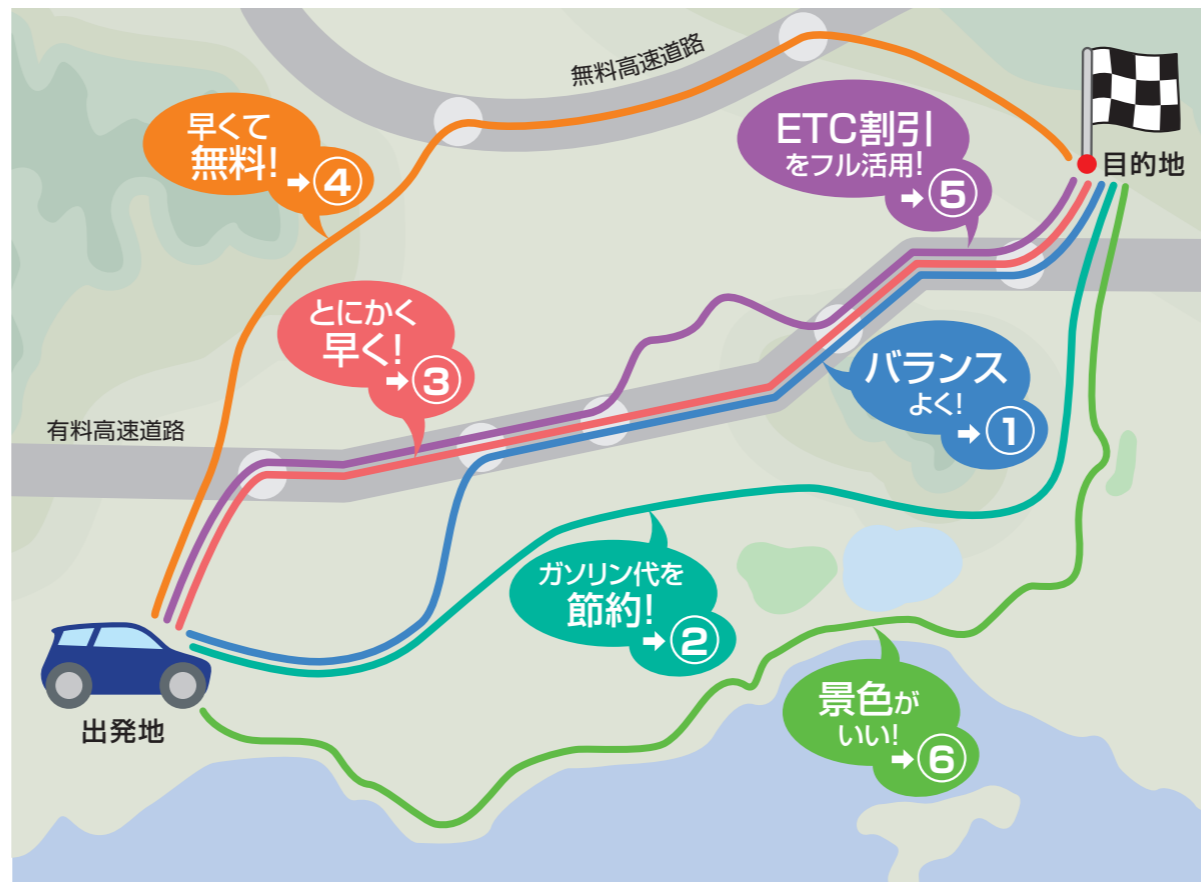 無料高速道路
早くて
無料!
➡④
ETC割引
をフル活用!
➡⑤
目的地
とにかく
早く!
➡③
バランス
よく!
➡①
有料高速道路
ガソリン代を
節約!
➡②
景色が
いい!
➡⑥
出発地